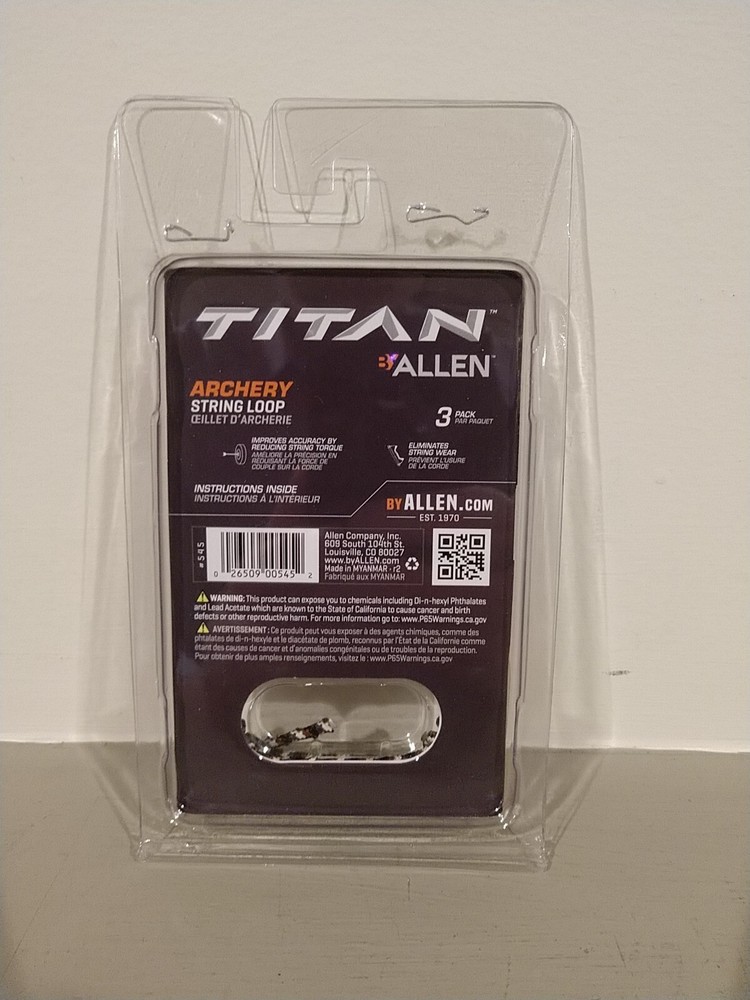 TITAN™
BY ALLEN™
ARCHERY
STRING LOOP
ŒILLET D'ARCHERIE
3 PACK
PAR PAQUET
IMPROVES ACCURACY BY
REDUCING STRING TORQUE
AMÉLIORE LA PRÉCISION EN
RÉDUISANT LA FORCE DE
COUPLE SUR LA CORDE
ELIMINATES
STRING WEAR
PRÉVIENT L'USURE
DE LA CORDE
INSTRUCTIONS INSIDE
INSTRUCTIONS À L'INTÉRIEUR
BY ALLEN.COM
EST. 1970
#545
0 26509 00545 2
Allen Company, Inc.
609 South 104th St.
Louisville, CO 80027
www.byALLEN.com
Made in MYANMAR · r2
Fabriqué aux MYANMAR
WARNING: This product can expose you to chemicals including Di-n-hexyl Phthalates
and Lead Acetate which are known to the State of California to cause cancer and birth
defects or other reproductive harm. For more information go to: www.P65Warnings.ca.gov
AVERTISSEMENT: Ce produit peut vous exposer à des agents chimiques, comme des
phtalates de di-n-hexyle et le diacétate de plomb, reconnus par l'État de la Californie comme
étant des causes de cancer et d'anomalies congénitales ou de troubles de la reproduction.
Pour obtenir de plus amples renseignements, visitez le : www.P65Warnings.ca.gov